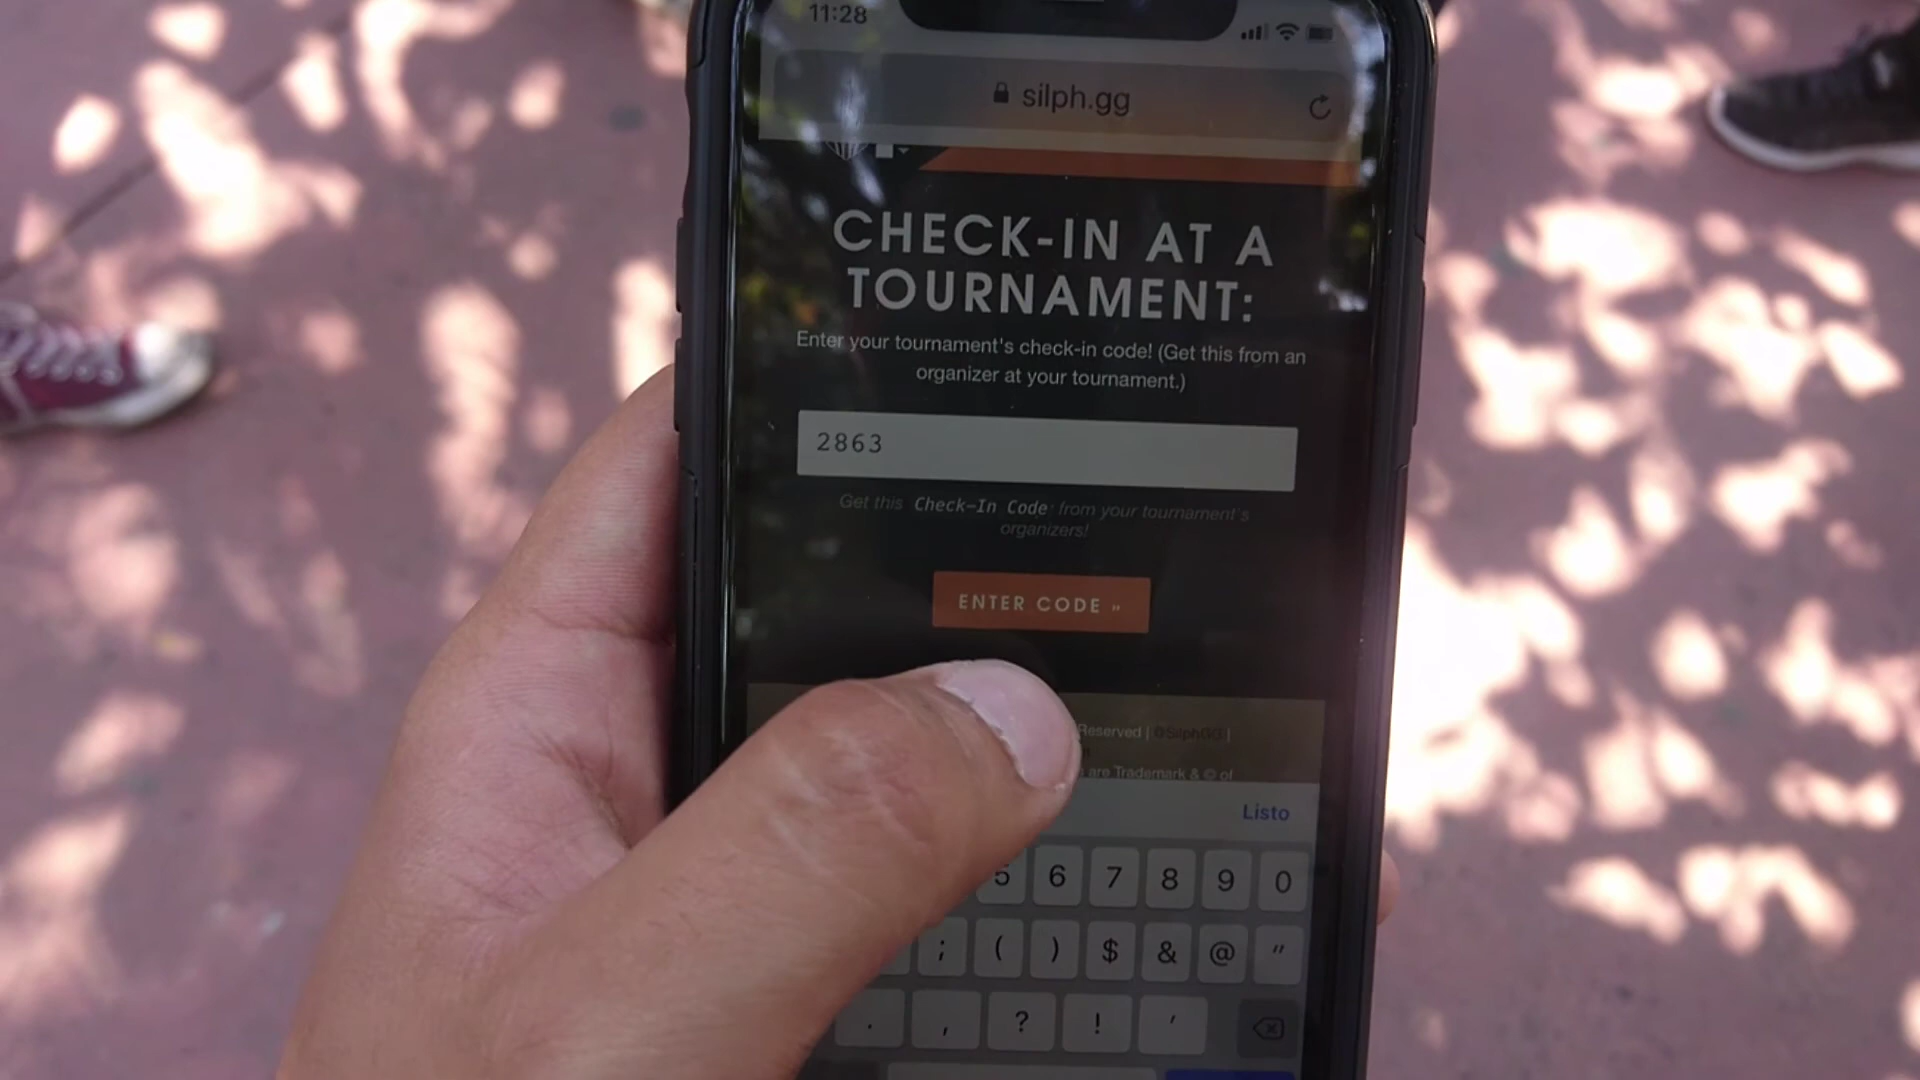 11:28
silph.gg
CHECK-IN AT A
TOURNAMENT:
Enter your tournament's check-in code! (Get this from an
organizer at your tournament.)
2863
Get this Check-In Code from your tournament's
organizers!
ENTER CODE »
Reserved | @SilphGG |
are Trademark & © of
Listo
5 6 7 8 9 0
; ( ) $ & @ "
. , ? ! '